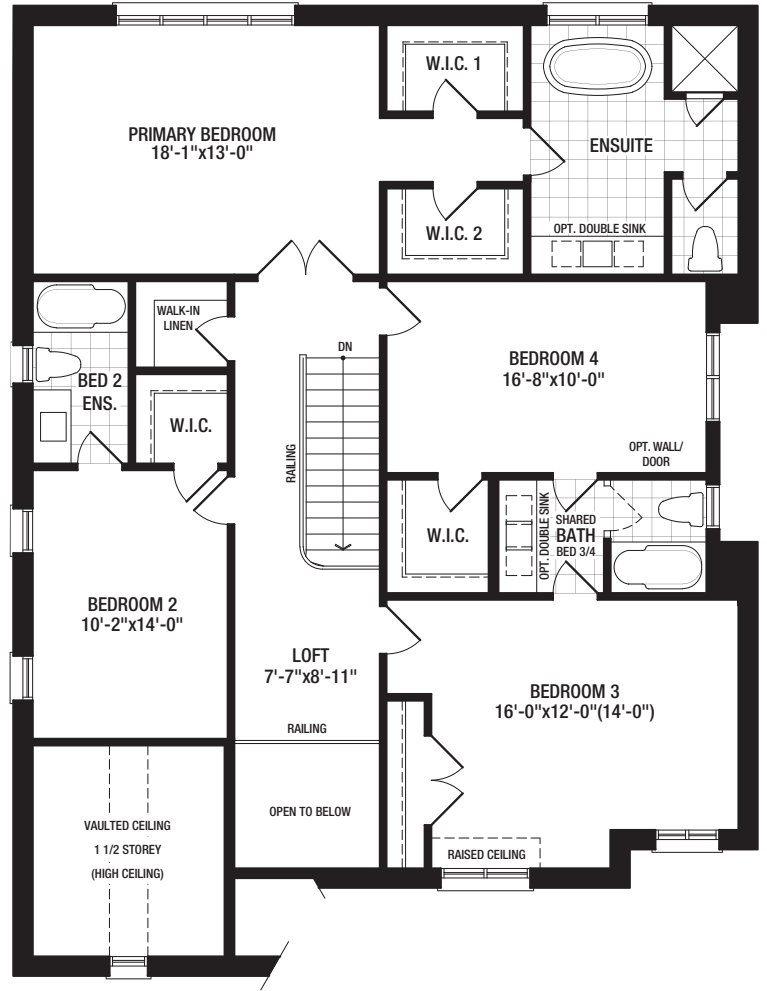 W.I.C. 1
PRIMARY BEDROOM
18'-1"x13'-0"
ENSUITE
W.I.C. 2
OPT. DOUBLE SINK
WALK-IN
LINEN
DN
BED 2
ENS.
BEDROOM 4
16'-8"x10'-0"
W.I.C.
RAILING
OPT. WALL/
DOOR
W.I.C.
OPT. DOUBLE SINK
SHARED
BATH
BED 3/4
BEDROOM 2
10'-2"x14'-0"
LOFT
7'-7"x8'-11"
BEDROOM 3
16'-0"x12'-0"(14'-0")
RAILING
OPEN TO BELOW
VAULTED CEILING
1 1/2 STOREY
(HIGH CEILING)
RAISED CEILING